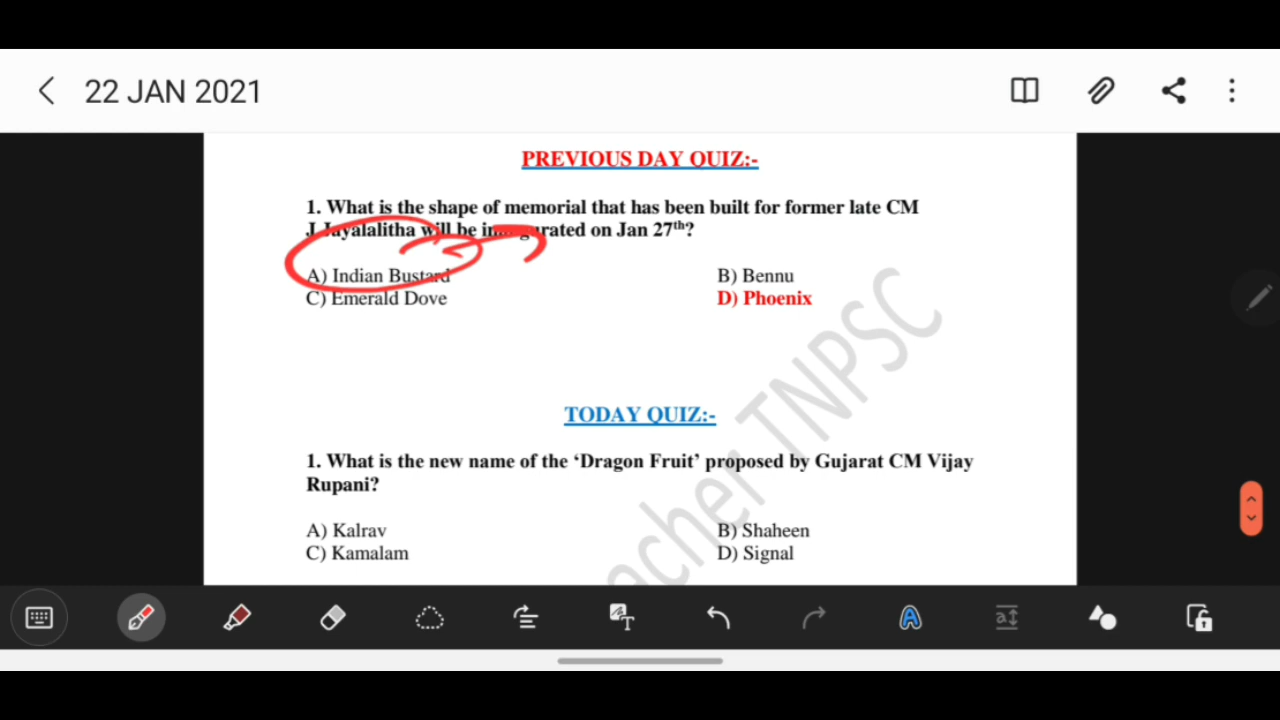 22 JAN 2021
PREVIOUS DAY QUIZ:-
1. What is the shape of memorial that has been built for former late CM
J Jayalalitha will be inaugurated on Jan 27th?
A) Indian Bustard B) Bennu
C) Emerald Dove D) Phoenix
TODAY QUIZ:-
1. What is the new name of the ‘Dragon Fruit’ proposed by Gujarat CM Vijay
Rupani?
A) Kalrav B) Shaheen
C) Kamalam D) Signal
TNPSC